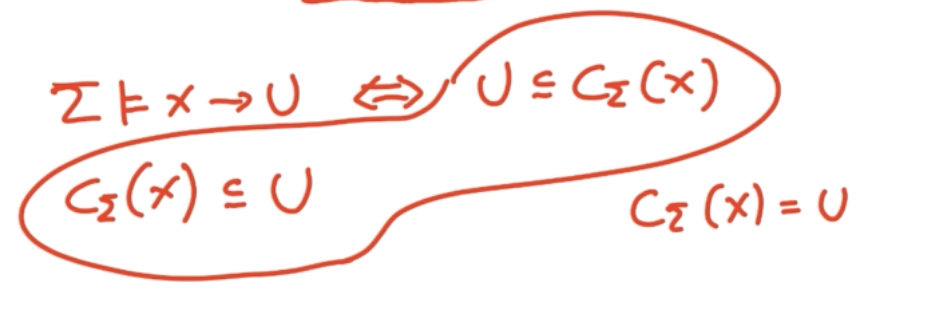 Σ ⊨ X → U ⇔ U ⊆ C_Σ(X)
C_Σ(X) ⊆ U
C_Σ(X) = U